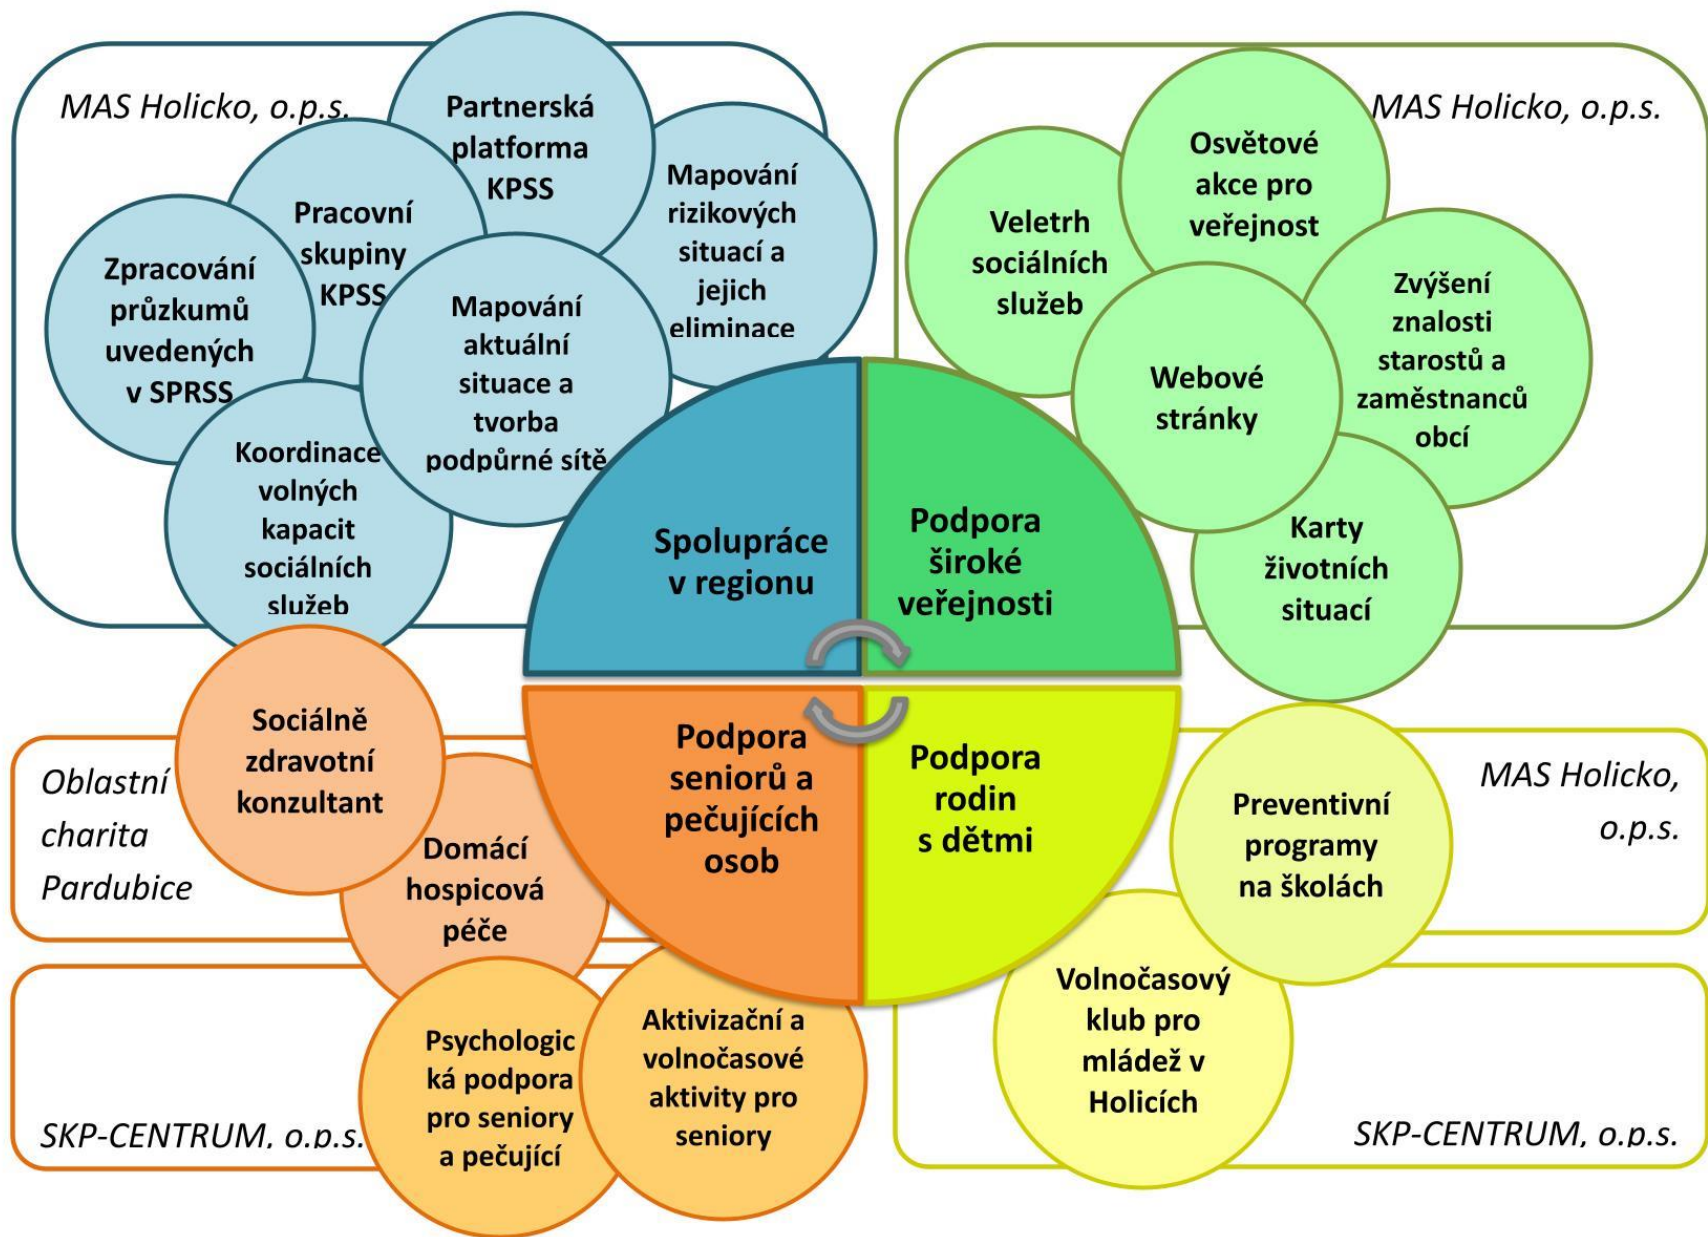 MAS Holicko, o.p.s.
Partnerská
platforma
KPSS
Mapování
rizikových
situací a
jejich
eliminace
Pracovní
skupiny
KPSS
Zpracování
průzkumů
uvedených
v SPRSS
Mapování
aktuální
situace a
tvorba
podpůrné sítě
Koordinace
volných
kapacit
sociálních
služeb
Spolupráce
v regionu
MAS Holicko, o.p.s.
Osvětové
akce pro
veřejnost
Veletrh
sociálních
služeb
Zvýšení
znalosti
starostů a
zaměstnanců
obcí
Webové
stránky
Karty
životních
situací
Podpora
široké
veřejnosti
Oblastní
charita
Pardubice
Sociálně
zdravotní
konzultant
Domácí
hospicová
péče
Podpora
seniorů a
pečujících
osob
SKP-CENTRUM, o.p.s.
Psychologic
ká podpora
pro seniory
a pečující
Aktivizační a
volnočasové
aktivity pro
seniory
Podpora
rodin
s dětmi
MAS Holicko,
o.p.s.
Preventivní
programy
na školách
Volnočasový
klub pro
mládež v
Holicích
SKP-CENTRUM, o.p.s.